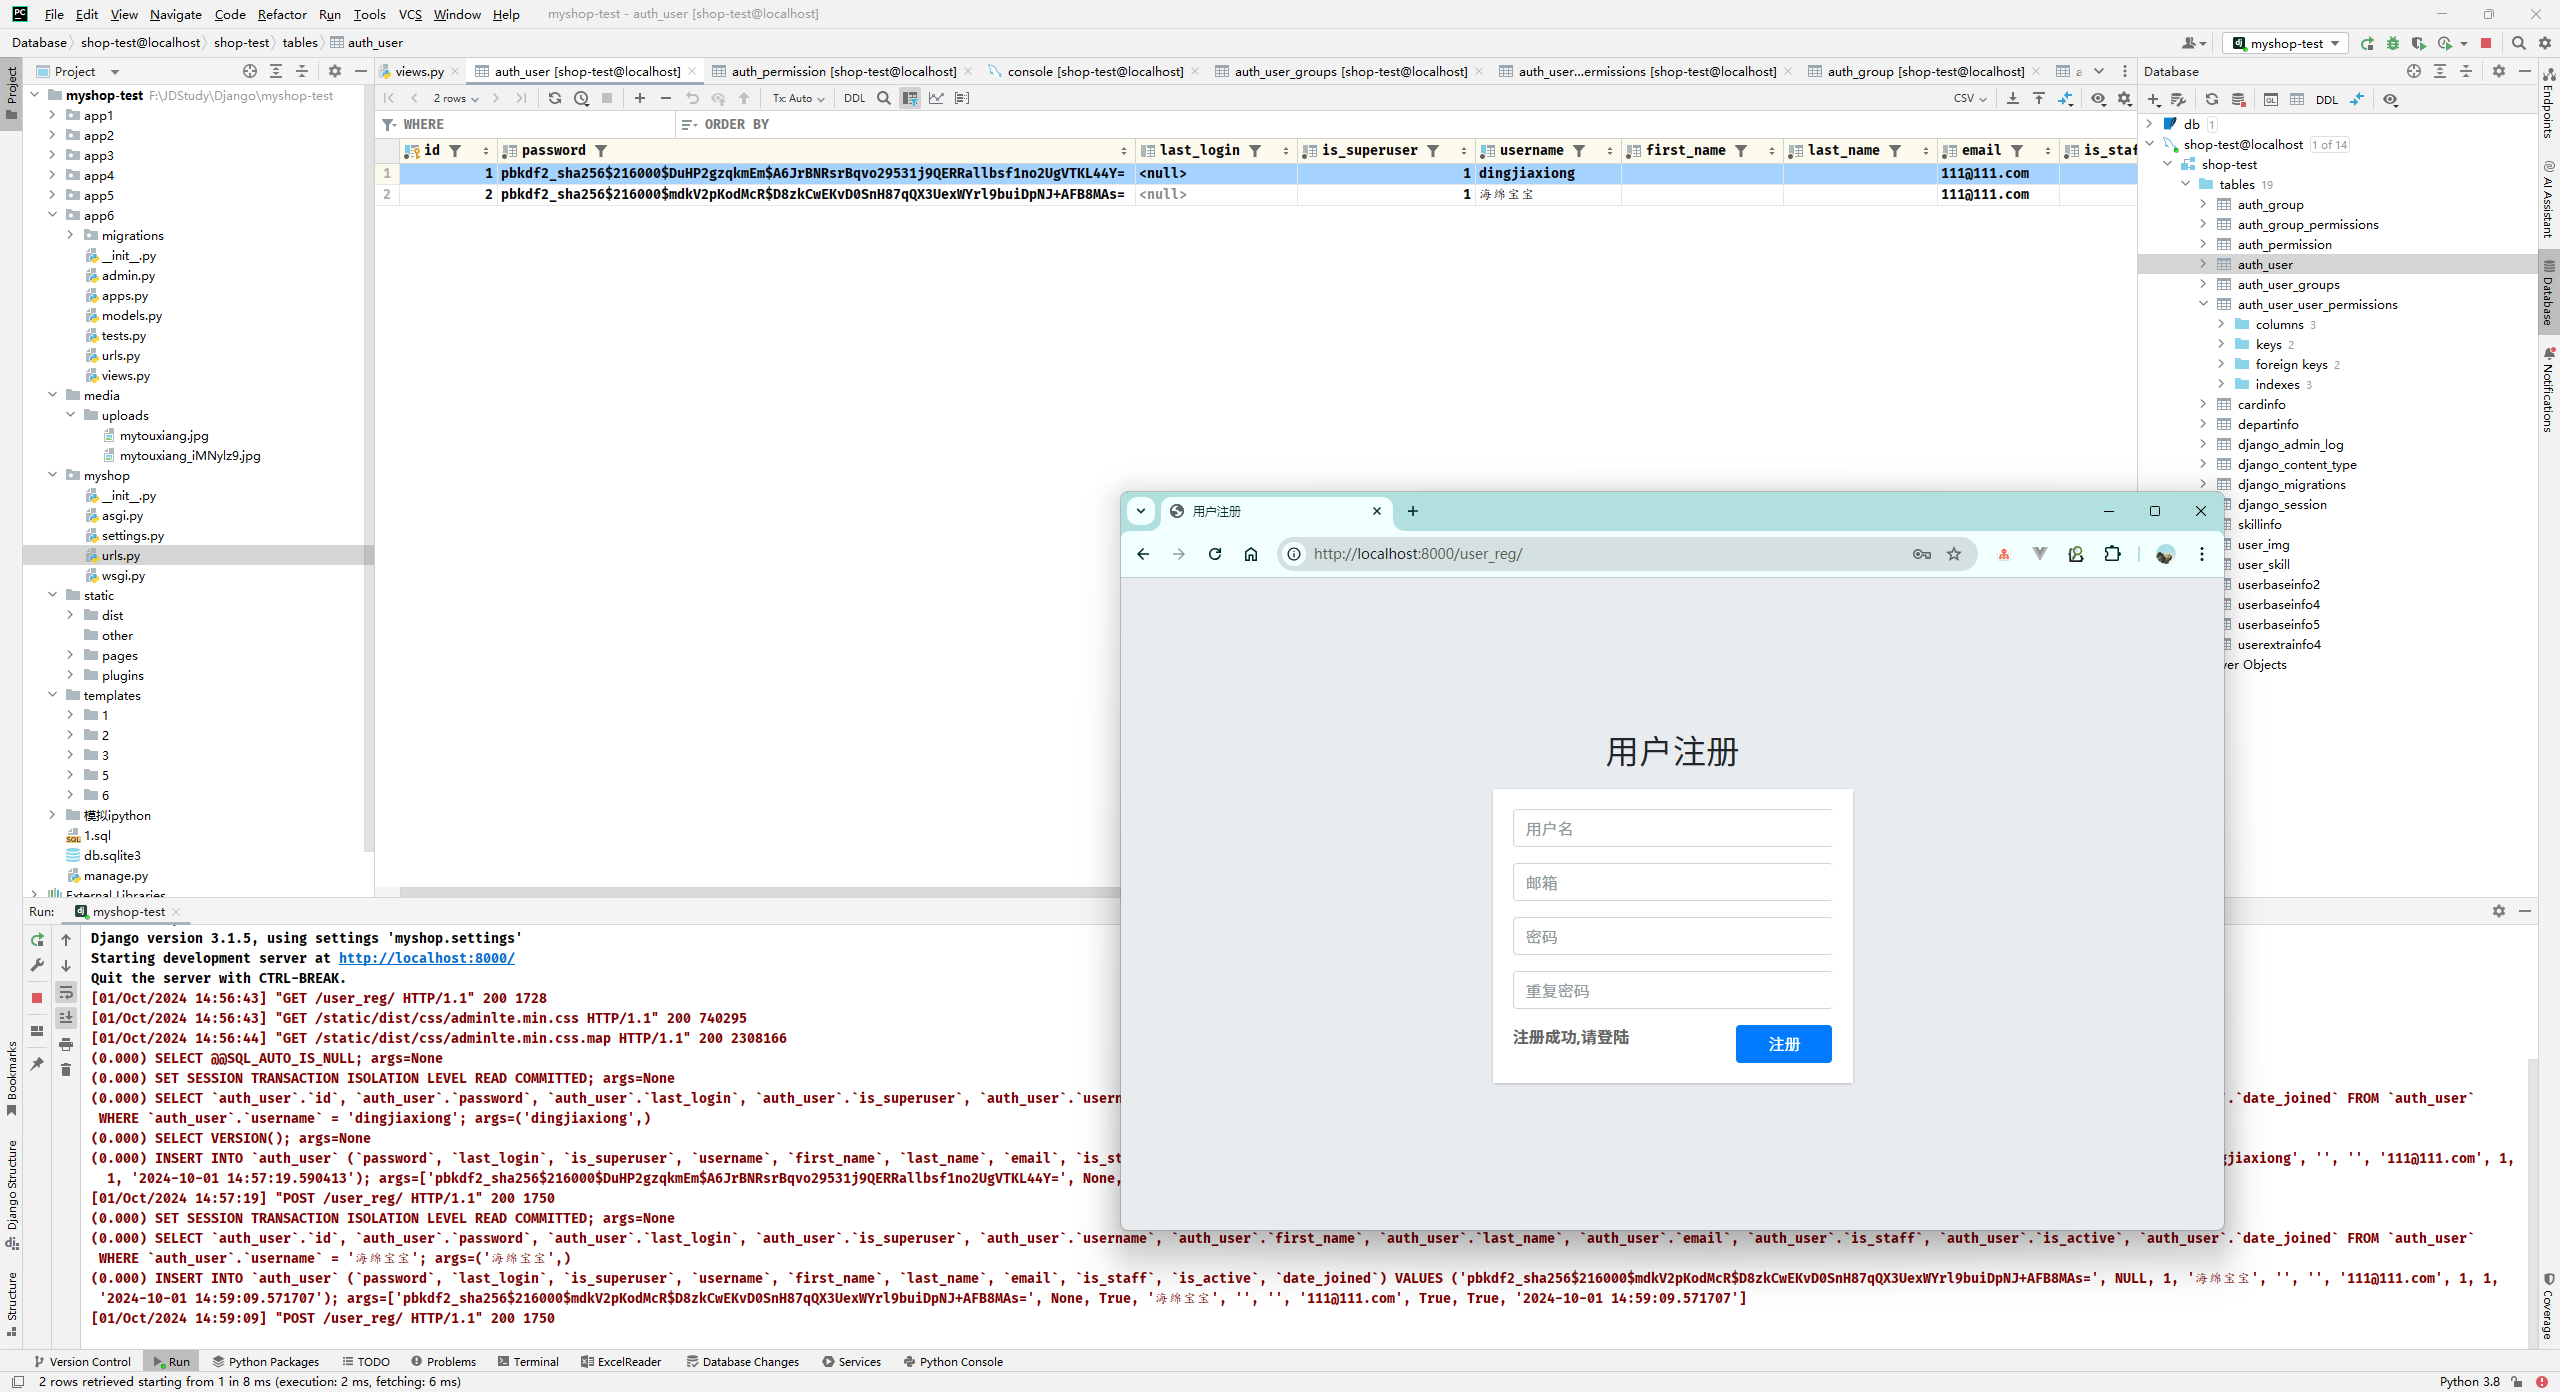 File Edit View Navigate Code Refactor Run Tools VCS Window Help myshop-test - auth_user [shop-test@localhost]
Database shop-test@localhost shop-test tables auth_user
myshop-test
Project
views.py auth_user [shop-test@localhost] auth_permission [shop-test@localhost] console [shop-test@localhost] auth_user_groups [shop-test@localhost] auth_user...ermissions [shop-test@localhost] auth_group [shop-test@localhost] a
Database
2 rows Tx: Auto DDL CSV
DDL
WHERE ORDER BY
id password last_login is_superuser username first_name last_name email is_staf
1 1 pbkdf2_sha256$216000$DuHP2gzqkmEm$A6JrBNRsrBqvo29531j9QERRallbsf1no2UgVTKL44Y= <null> 1 dingjiaxiong 111@111.com
2 2 pbkdf2_sha256$216000$mdkV2pKodMcR$D8zkCwEKvD0SnH87qQX3UexWYrl9buiDpNJ+AFB8MAs= <null> 1 海绵宝宝 111@111.com
Project
myshop-test F:\JDStudy\Django\myshop-test
app1
app2
app3
app4
app5
app6
migrations
__init__.py
admin.py
apps.py
models.py
tests.py
urls.py
views.py
media
uploads
mytouxiang.jpg
mytouxiang_iMNylz9.jpg
myshop
__init__.py
asgi.py
settings.py
urls.py
wsgi.py
static
dist
other
pages
plugins
templates
1
2
3
5
6
模拟ipython
1.sql
db.sqlite3
manage.py
External Libraries
db 1
shop-test@localhost 1 of 14
shop-test
tables 19
auth_group
auth_group_permissions
auth_permission
auth_user
auth_user_groups
auth_user_user_permissions
columns 3
keys 2
foreign keys 2
indexes 3
cardinfo
departinfo
django_admin_log
django_content_type
django_migrations
django_session
skillinfo
user_img
user_skill
userbaseinfo2
userbaseinfo4
userbaseinfo5
userextrainfo4
ver Objects
Endpoints
AI Assistant
Database
Notifications
Coverage
用户注册
http://localhost:8000/user_reg/
用户注册
用户名
邮箱
密码
重复密码
注册成功,请登陆 注册
Run: myshop-test
Django version 3.1.5, using settings 'myshop.settings'
Starting development server at http://localhost:8000/
Quit the server with CTRL-BREAK.
[01/Oct/2024 14:56:43] "GET /user_reg/ HTTP/1.1" 200 1728
[01/Oct/2024 14:56:43] "GET /static/dist/css/adminlte.min.css HTTP/1.1" 200 740295
[01/Oct/2024 14:56:44] "GET /static/dist/css/adminlte.min.css.map HTTP/1.1" 200 2308166
(0.000) SELECT @@SQL_AUTO_IS_NULL; args=None
(0.000) SET SESSION TRANSACTION ISOLATION LEVEL READ COMMITTED; args=None
(0.000) SELECT `auth_user`.`id`, `auth_user`.`password`, `auth_user`.`last_login`, `auth_user`.`is_superuser`, `auth_user`.`usern `.`date_joined` FROM `auth_user`
WHERE `auth_user`.`username` = 'dingjiaxiong'; args=('dingjiaxiong',)
(0.000) SELECT VERSION(); args=None
(0.000) INSERT INTO `auth_user` (`password`, `last_login`, `is_superuser`, `username`, `first_name`, `last_name`, `email`, `is_st gjiaxiong', '', '', '111@111.com', 1,
1, '2024-10-01 14:57:19.590413'); args=['pbkdf2_sha256$216000$DuHP2gzqkmEm$A6JrBNRsrBqvo29531j9QERRallbsf1no2UgVTKL44Y=', None,
[01/Oct/2024 14:57:19] "POST /user_reg/ HTTP/1.1" 200 1750
(0.000) SET SESSION TRANSACTION ISOLATION LEVEL READ COMMITTED; args=None
(0.000) SELECT `auth_user`.`id`, `auth_user`.`password`, `auth_user`.`last_login`, `auth_user`.`is_superuser`, `auth_user`.`username`, `auth_user`.`first_name`, `auth_user`.`last_name`, `auth_user`.`email`, `auth_user`.`is_staff`, `auth_user`.`is_active`, `auth_user`.`date_joined` FROM `auth_user`
WHERE `auth_user`.`username` = '海绵宝宝'; args=('海绵宝宝',)
(0.000) INSERT INTO `auth_user` (`password`, `last_login`, `is_superuser`, `username`, `first_name`, `last_name`, `email`, `is_staff`, `is_active`, `date_joined`) VALUES ('pbkdf2_sha256$216000$mdkV2pKodMcR$D8zkCwEKvD0SnH87qQX3UexWYrl9buiDpNJ+AFB8MAs=', NULL, 1, '海绵宝宝', '', '', '111@111.com', 1, 1,
'2024-10-01 14:59:09.571707'); args=['pbkdf2_sha256$216000$mdkV2pKodMcR$D8zkCwEKvD0SnH87qQX3UexWYrl9buiDpNJ+AFB8MAs=', None, True, '海绵宝宝', '', '', '111@111.com', True, True, '2024-10-01 14:59:09.571707']
[01/Oct/2024 14:59:09] "POST /user_reg/ HTTP/1.1" 200 1750
Bookmarks
Django Structure
Structure
Version Control Run Python Packages TODO Problems Terminal ExcelReader Database Changes Services Python Console
2 rows retrieved starting from 1 in 8 ms (execution: 2 ms, fetching: 6 ms) Python 3.8